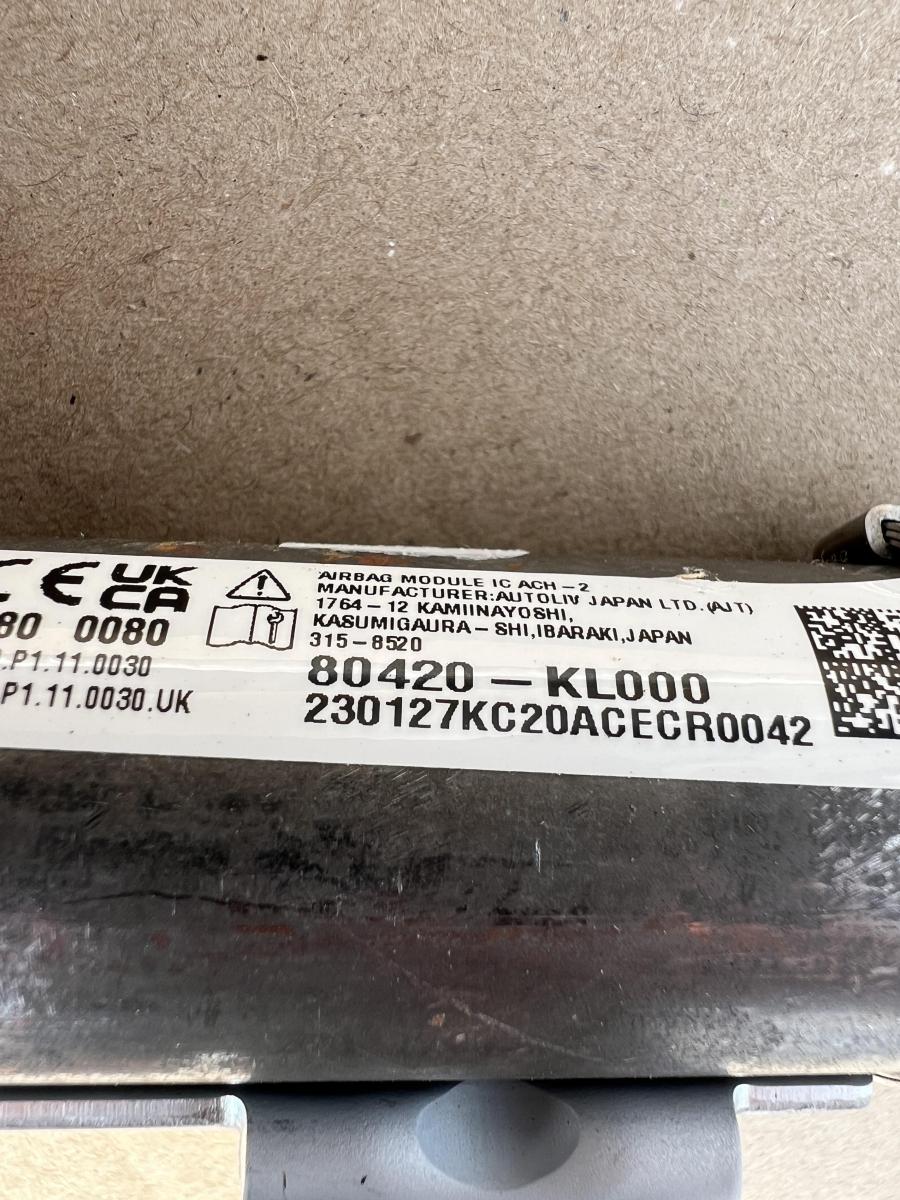 CE UK CA
80 0080
.P1.11.0030
.P1.11.0030.UK
AIRBAG MODULE IC ACH-2
MANUFACTURER:AUTOLIV JAPAN LTD.(AJT)
1764-12 KAMIINAYOSHI,
KASUMIGAURA-SHI,IBARAKI,JAPAN
315-8520
80420-KL000
230127KC20ACECR0042